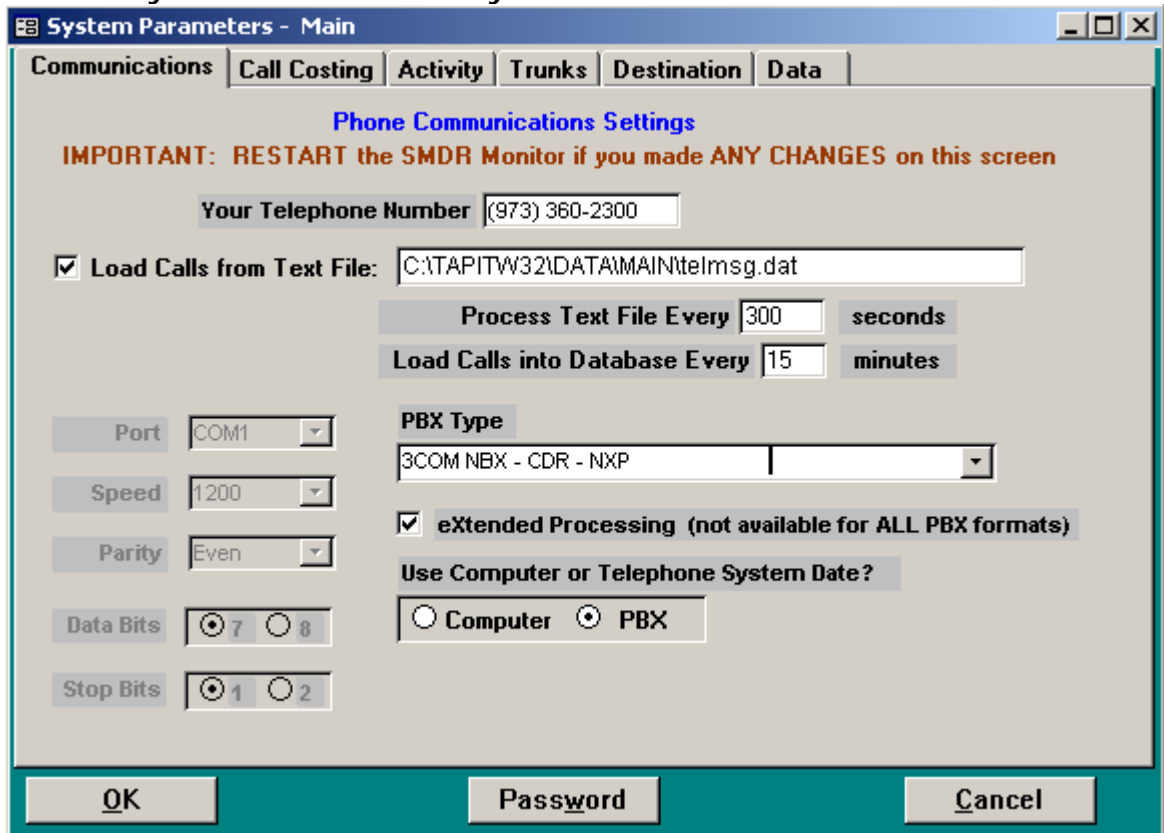 System Parameters - Main
Communications Call Costing Activity Trunks Destination Data
Phone Communications Settings
IMPORTANT: RESTART the SMDR Monitor if you made ANY CHANGES on this screen
Your Telephone Number (973) 360-2300
Load Calls from Text File: C:\TAPITW32\DATA\MAIN\telmsg.dat
Process Text File Every 300 seconds
Load Calls into Database Every 15 minutes
Port COM1
Speed 1200
Parity Even
Data Bits 7 8
Stop Bits 1 2
PBX Type
3COM NBX - CDR - NXP
eXtended Processing (not available for ALL PBX formats)
Use Computer or Telephone System Date?
Computer PBX
OK Password Cancel